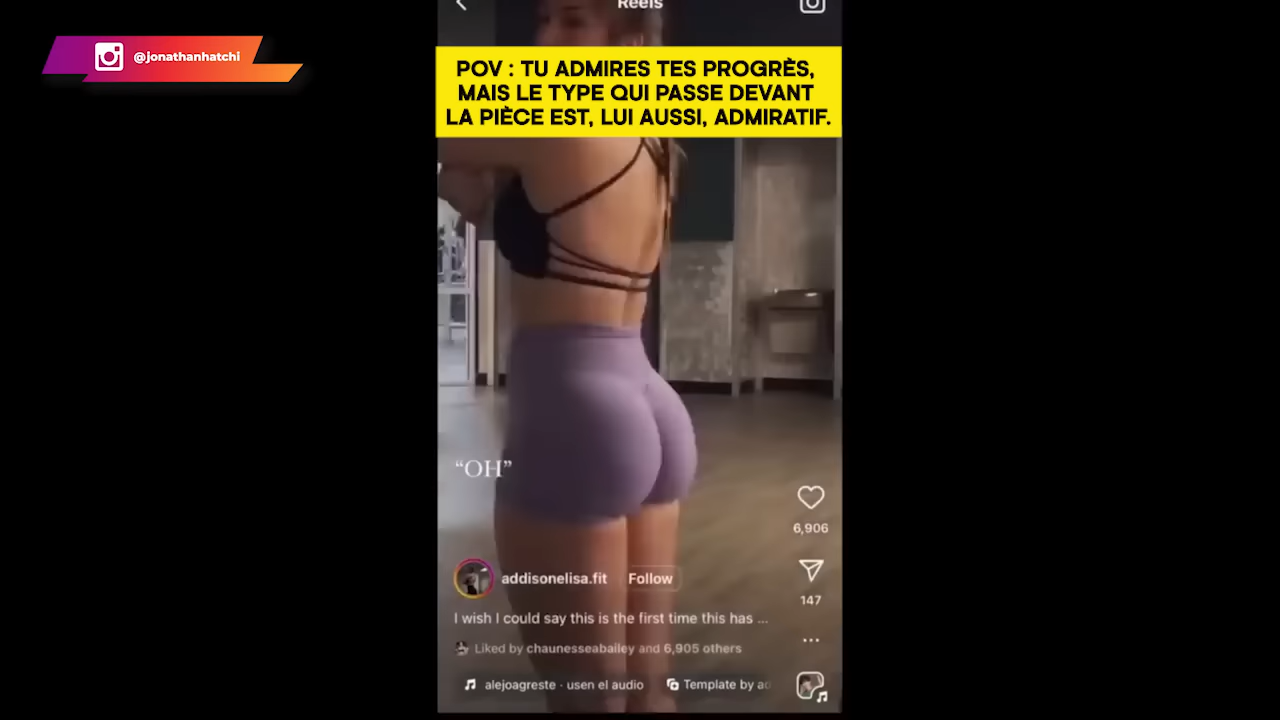 Reels
@jonathanhatchi
POV : TU ADMIRES TES PROGRÈS,
MAIS LE TYPE QUI PASSE DEVANT
LA PIÈCE EST, LUI AUSSI, ADMIRATIF.
“OH”
6,906
addisonelisa.fit Follow
147
I wish I could say this is the first time this has ...
Liked by chaunesseabailey and 6,905 others
alejoagreste · usen el audio Template by